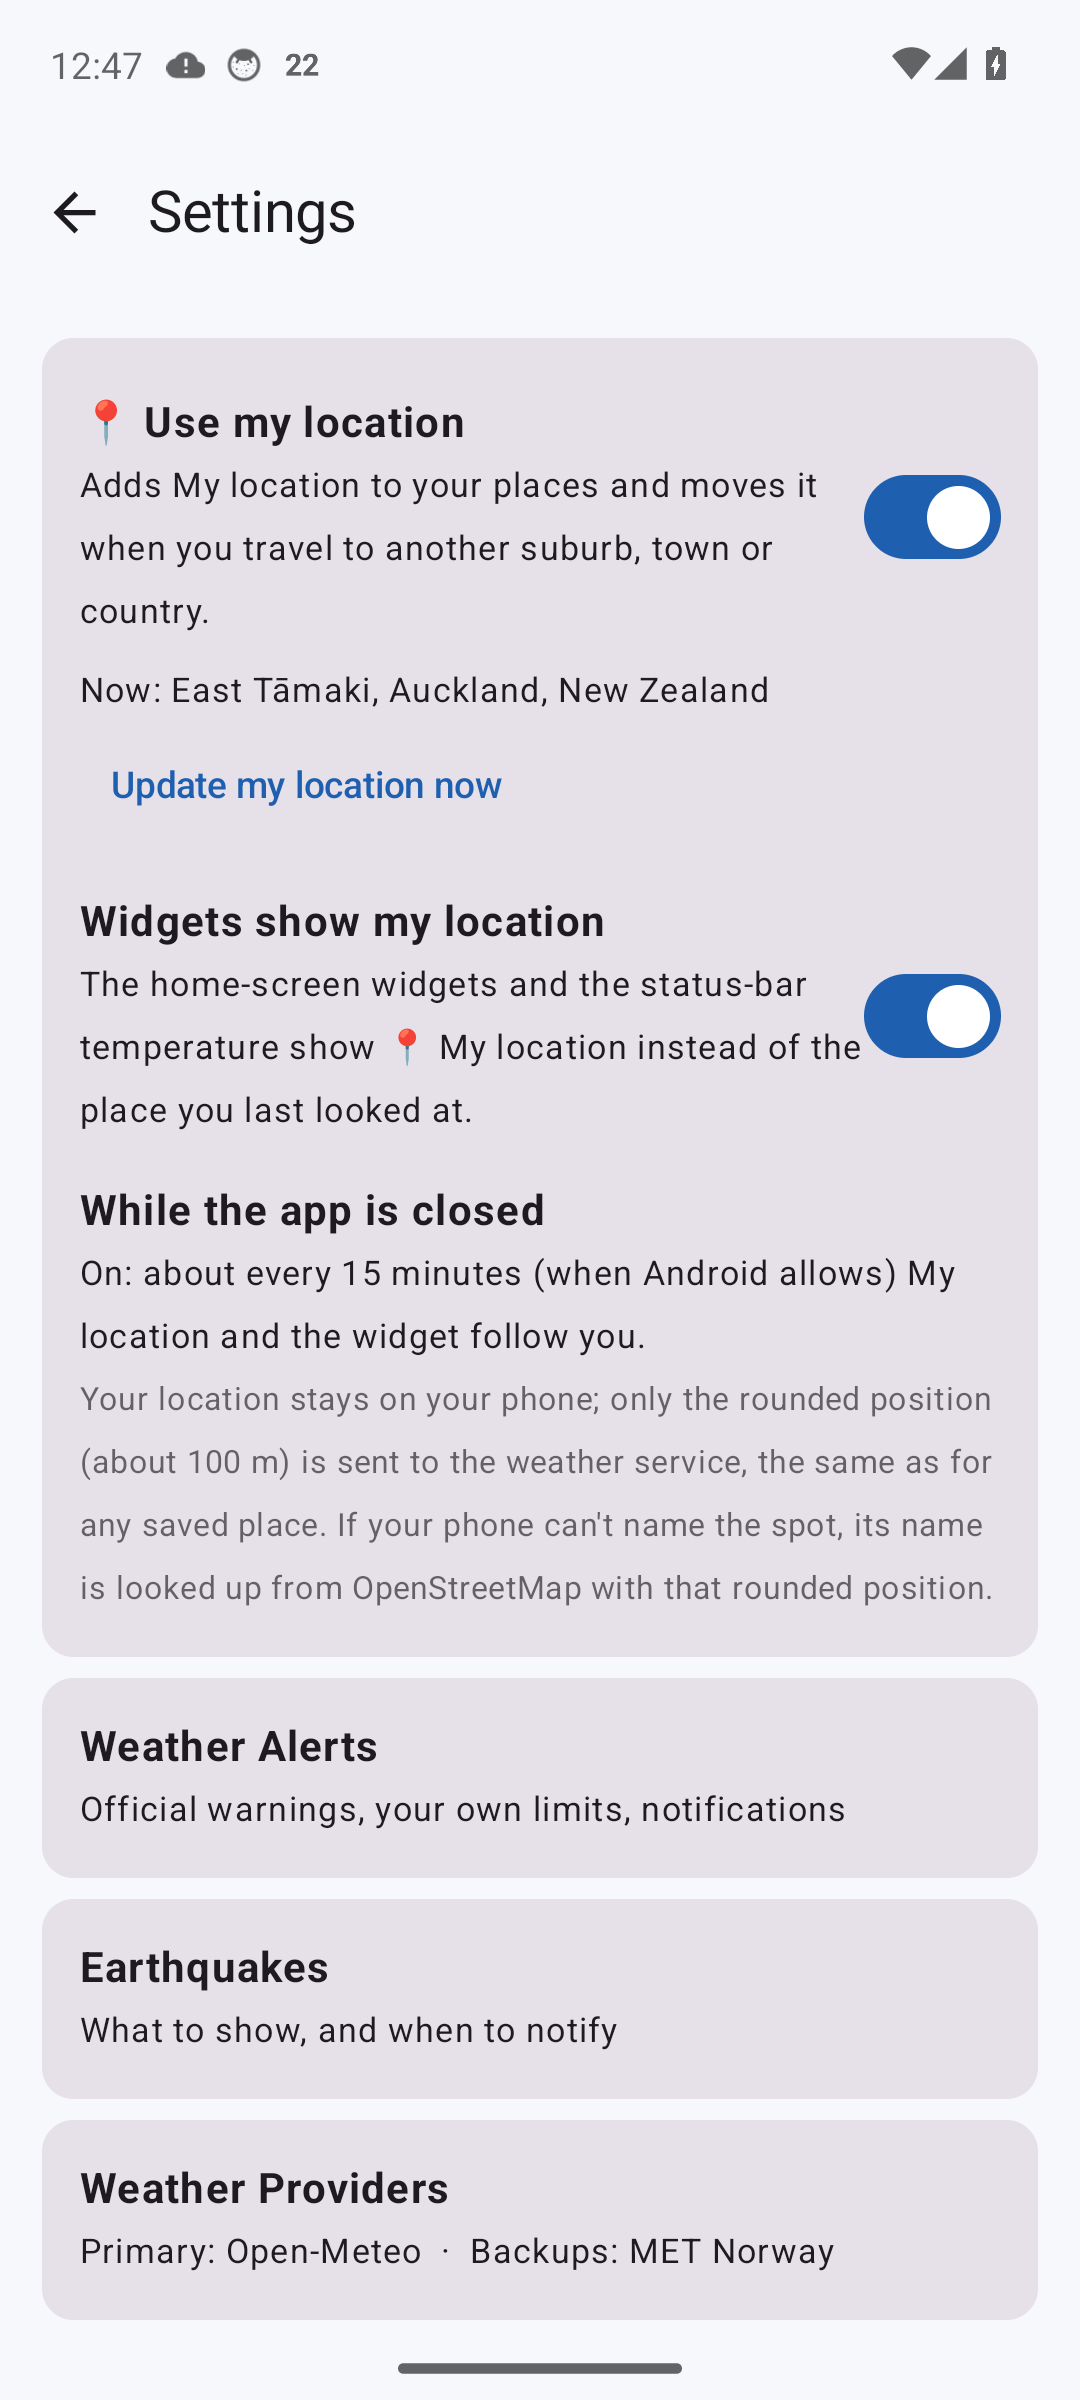 12:47 22
Settings
📍 Use my location
Adds My location to your places and moves it
when you travel to another suburb, town or
country.
Now: East Tāmaki, Auckland, New Zealand
Update my location now
Widgets show my location
The home-screen widgets and the status-bar
temperature show 📍 My location instead of the
place you last looked at.
While the app is closed
On: about every 15 minutes (when Android allows) My
location and the widget follow you.
Your location stays on your phone; only the rounded position
(about 100 m) is sent to the weather service, the same as for
any saved place. If your phone can't name the spot, its name
is looked up from OpenStreetMap with that rounded position.
Weather Alerts
Official warnings, your own limits, notifications
Earthquakes
What to show, and when to notify
Weather Providers
Primary: Open-Meteo · Backups: MET Norway